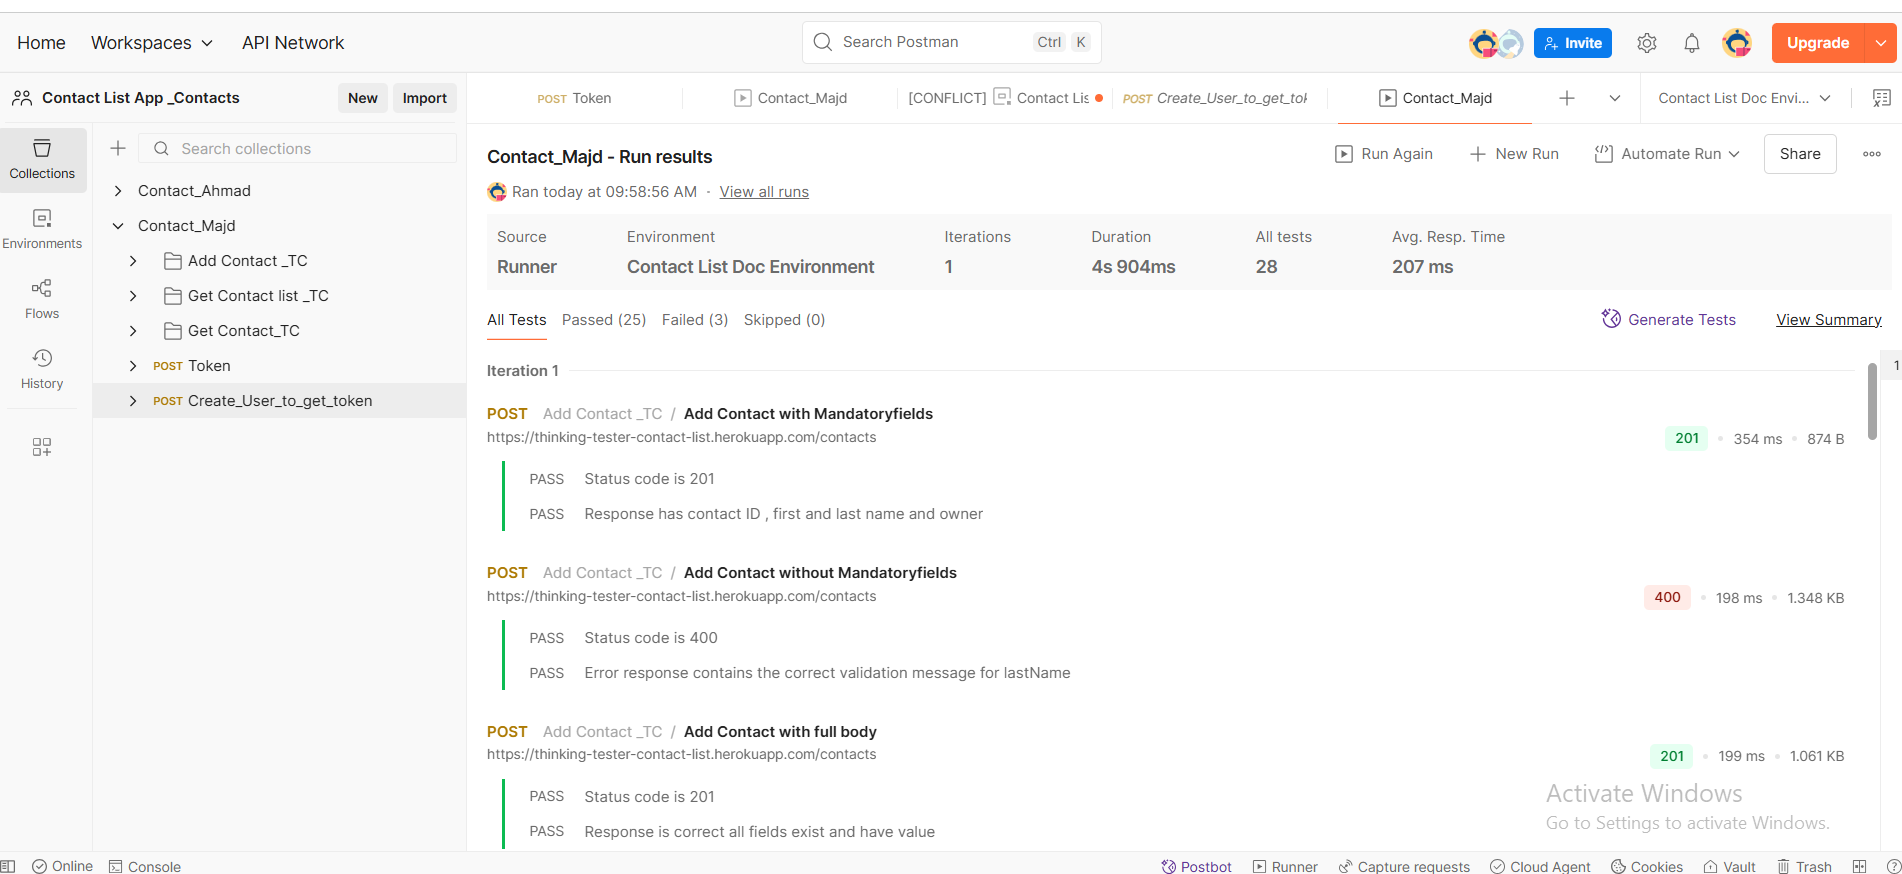 Home Workspaces API Network Search Postman Ctrl K Invite Upgrade
Contact List App _Contacts New Import
POST Token Contact_Majd [CONFLICT] Contact Lis POST Create_User_to_get_tok Contact_Majd Contact List Doc Envi...
Collections
Environments
Flows
History
Search collections
Contact_Ahmad
Contact_Majd
Add Contact _TC
Get Contact list _TC
Get Contact_TC
POST Token
POST Create_User_to_get_token
Contact_Majd - Run results
Run Again New Run Automate Run Share
Ran today at 09:58:56 AM · View all runs
Source Environment Iterations Duration All tests Avg. Resp. Time
Runner Contact List Doc Environment 1 4s 904ms 28 207 ms
All Tests Passed (25) Failed (3) Skipped (0) Generate Tests View Summary
Iteration 1
1
POST Add Contact _TC / Add Contact with Mandatoryfields
https://thinking-tester-contact-list.herokuapp.com/contacts
201 • 354 ms • 874 B
PASS Status code is 201
PASS Response has contact ID , first and last name and owner
POST Add Contact _TC / Add Contact without Mandatoryfields
https://thinking-tester-contact-list.herokuapp.com/contacts
400 • 198 ms • 1.348 KB
PASS Status code is 400
PASS Error response contains the correct validation message for lastName
POST Add Contact _TC / Add Contact with full body
https://thinking-tester-contact-list.herokuapp.com/contacts
201 • 199 ms • 1.061 KB
PASS Status code is 201
PASS Response is correct all fields exist and have value
Activate Windows
Go to Settings to activate Windows.
Online Console Postbot Runner Capture requests Cloud Agent Cookies Vault Trash